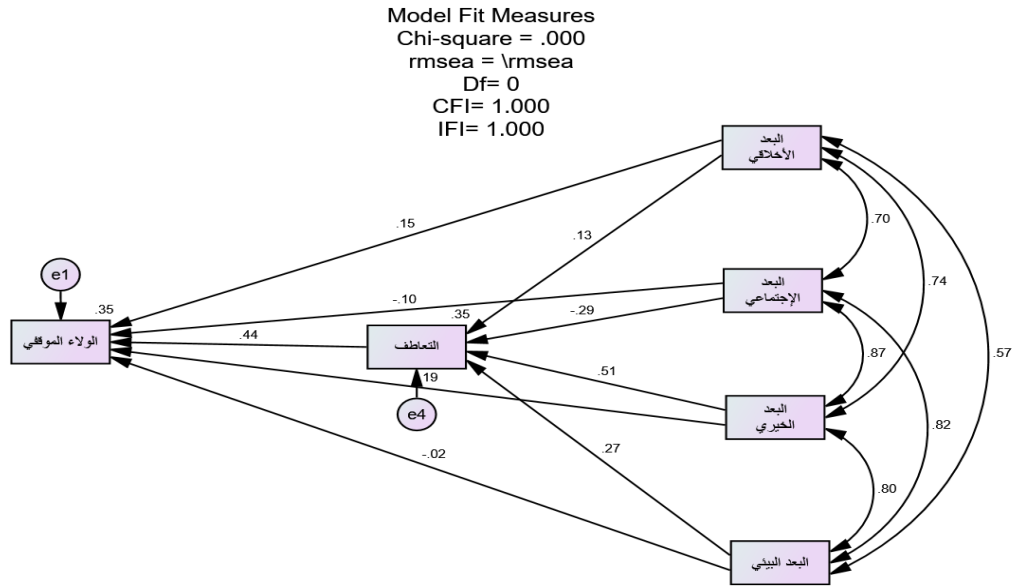 Model Fit Measures
Chi-square = .000
rmsea = \rmsea
Df= 0
CFI= 1.000
IFI= 1.000
البعد
الأخلاقي
.15
.13
.70
e1
.35
البعد
الإجتماعي
.74
-.10
.35
-.29
الولاء الموقفي
.44
التعاطف
.87
.57
.51
19
البعد
الخيري
e4
.82
-.02
.27
.80
البعد البيئي